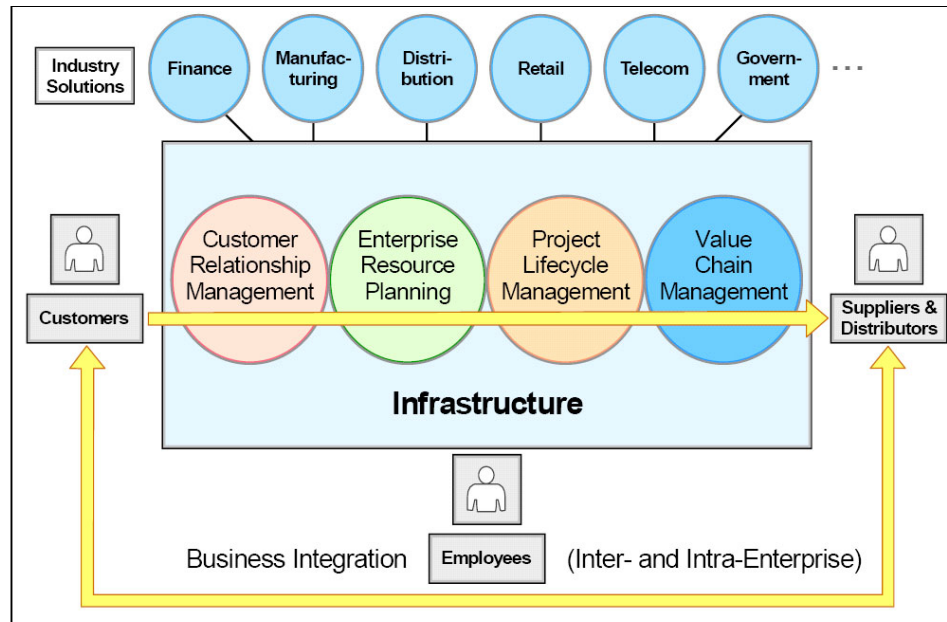 Industry
Solutions
Finance
Manufac-
turing
Distri-
bution
Retail
Telecom
Govern-
ment
...
Customer
Relationship
Management
Enterprise
Resource
Planning
Project
Lifecycle
Management
Value
Chain
Management
Customers
Suppliers &
Distributors
Infrastructure
Business Integration
Employees
(Inter- and Intra-Enterprise)